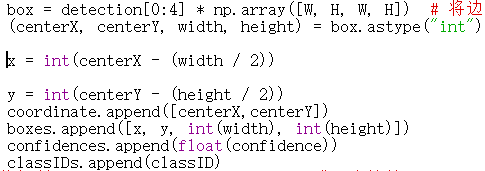 box = detection[0:4] * np.array([W, H, W, H])  # 将边
(centerX, centerY, width, height) = box.astype("int")
x = int(centerX - (width / 2))
y = int(centerY - (height / 2))
coordinate.append([centerX,centerY])
boxes.append([x, y, int(width), int(height)])
confidences.append(float(confidence))
classIDs.append(classID)